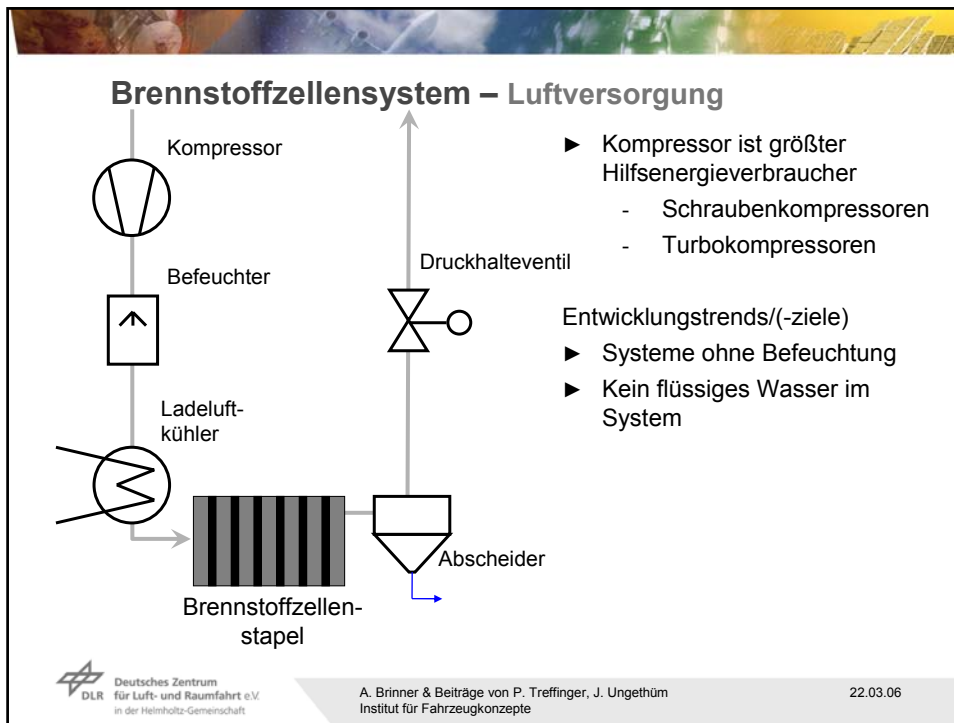 Brennstoffzellensystem – Luftversorgung
Kompressor
Befeuchter
Ladeluft-
kühler
Brennstoffzellen-
stapel
Abscheider
Druckhalteventil
► Kompressor ist größter
Hilfsenergieverbraucher
- Schraubenkompressoren
- Turbokompressoren
Entwicklungstrends/(-ziele)
► Systeme ohne Befeuchtung
► Kein flüssiges Wasser im
System
DLR
Deutsches Zentrum
für Luft- und Raumfahrt e.V.
in der Helmholtz-Gemeinschaft
A. Brinner & Beiträge von P. Treffinger, J. Ungethüm
Institut für Fahrzeugkonzepte
22.03.06